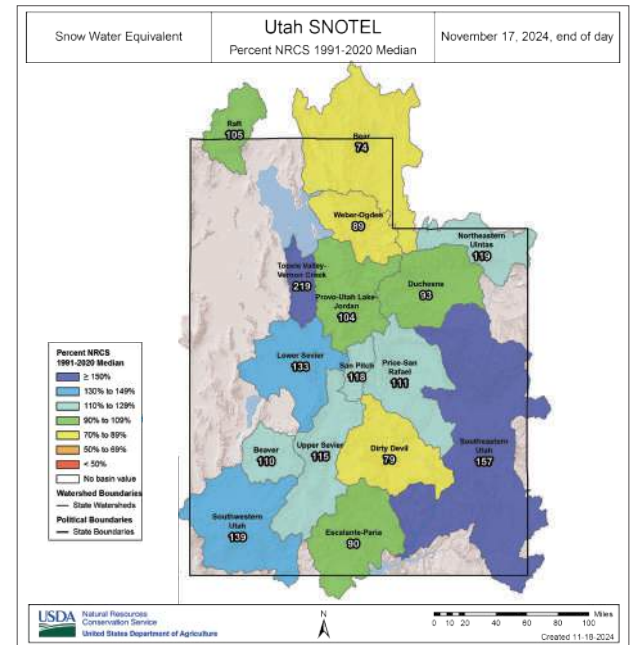 Snow Water Equivalent
Utah SNOTEL
Percent NRCS 1991-2020 Median
November 17, 2024, end of day
Raft
105
Bear
74
Weber-Ogden
89
Northeastern
Uintas
119
Tooele Valley-
Vernon Creek
219
Duchesne
93
Provo-Utah Lake-
Jordan
104
Lower Sevier
133
San Pitch
118
Price-San
Rafael
111
Beaver
110
Upper Sevier
115
Dirty Devil
79
Southeastern
Utah
157
Southwestern
Utah
139
Escalante-Paria
90
Percent NRCS
1991-2020 Median
≥ 150%
130% to 149%
110% to 129%
90% to 109%
70% to 89%
50% to 69%
< 50%
No basin value
Watershed Boundaries
State Watersheds
Political Boundaries
State Boundaries
USDA
Natural Resources
Conservation Service
United States Department of Agriculture
N
Miles
0 10 20 40 60 80 100
Created 11-18-2024